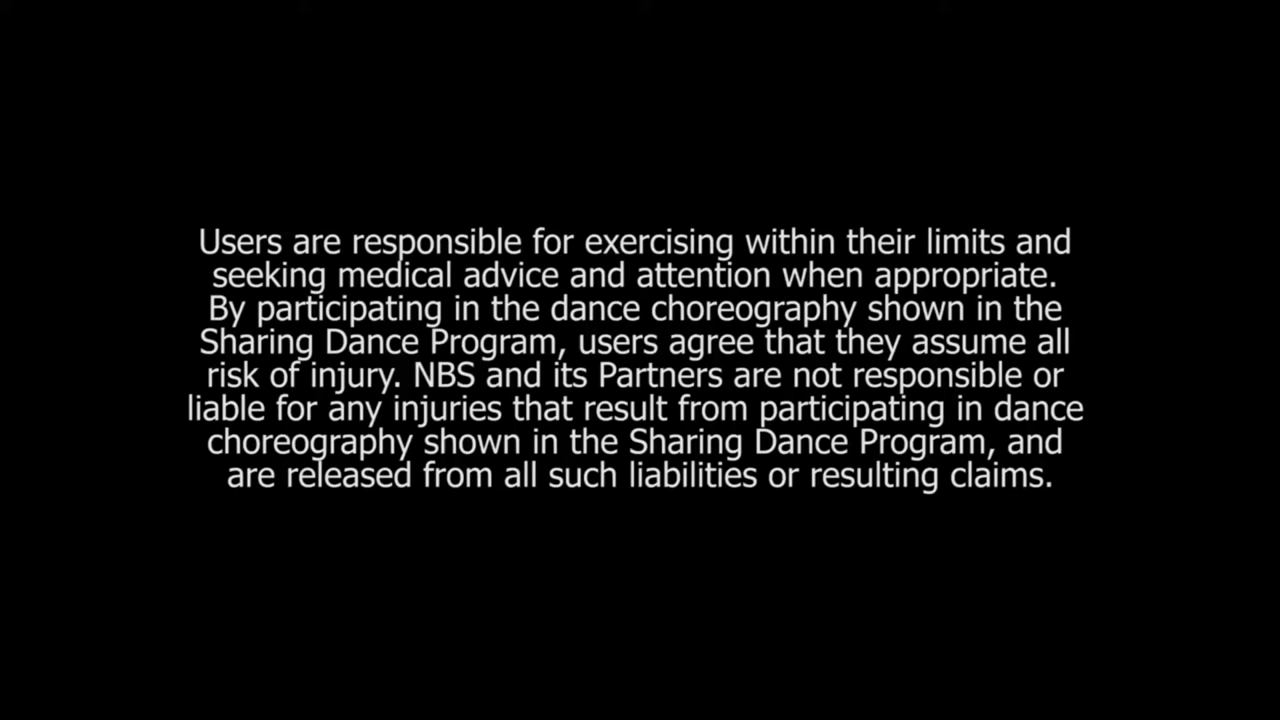 Users are responsible for exercising within their limits and
seeking medical advice and attention when appropriate.
By participating in the dance choreography shown in the
Sharing Dance Program, users agree that they assume all
risk of injury. NBS and its Partners are not responsible or
liable for any injuries that result from participating in dance
choreography shown in the Sharing Dance Program, and
are released from all such liabilities or resulting claims.